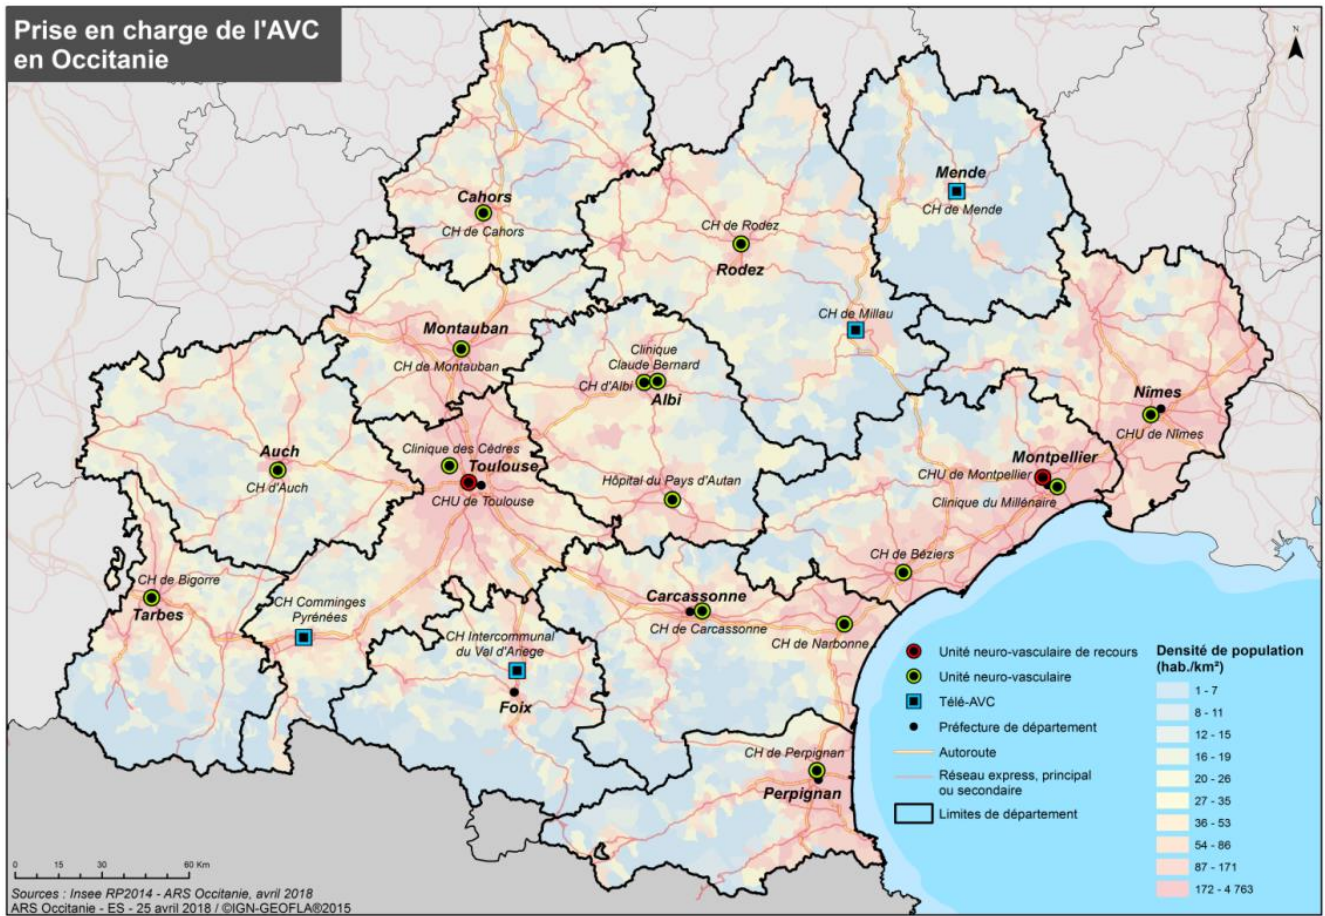 Prise en charge de l'AVC
en Occitanie
N
Mende
CH de Mende
Cahors
CH de Cahors
CH de Rodez
Rodez
CH de Millau
Montauban
CH de Montauban
Clinique
Claude Bernard
CH d'Albi
Albi
Nîmes
CHU de Nîmes
Auch
CH d'Auch
Clinique des Cèdres
Toulouse
CHU de Toulouse
Hôpital du Pays d'Autan
Montpellier
CHU de Montpellier
Clinique du Millénaire
CH de Béziers
CH de Bigorre
Tarbes
CH Comminges
Pyrénées
CH Intercommunal
du Val d'Ariege
Foix
Carcassonne
CH de Carcassonne
CH de Narbonne
CH de Perpignan
Perpignan
Unité neuro-vasculaire de recours
Unité neuro-vasculaire
Télé-AVC
Préfecture de département
Autoroute
Réseau express, principal
ou secondaire
Limites de département
Densité de population
(hab./km²)
1 - 7
8 - 11
12 - 15
16 - 19
20 - 26
27 - 35
36 - 53
54 - 86
87 - 171
172 - 4 763
0 15 30 60 Km
Sources : Insee RP2014 - ARS Occitanie, avril 2018
ARS Occitanie - ES - 25 avril 2018 / ©IGN-GEOFLA®2015